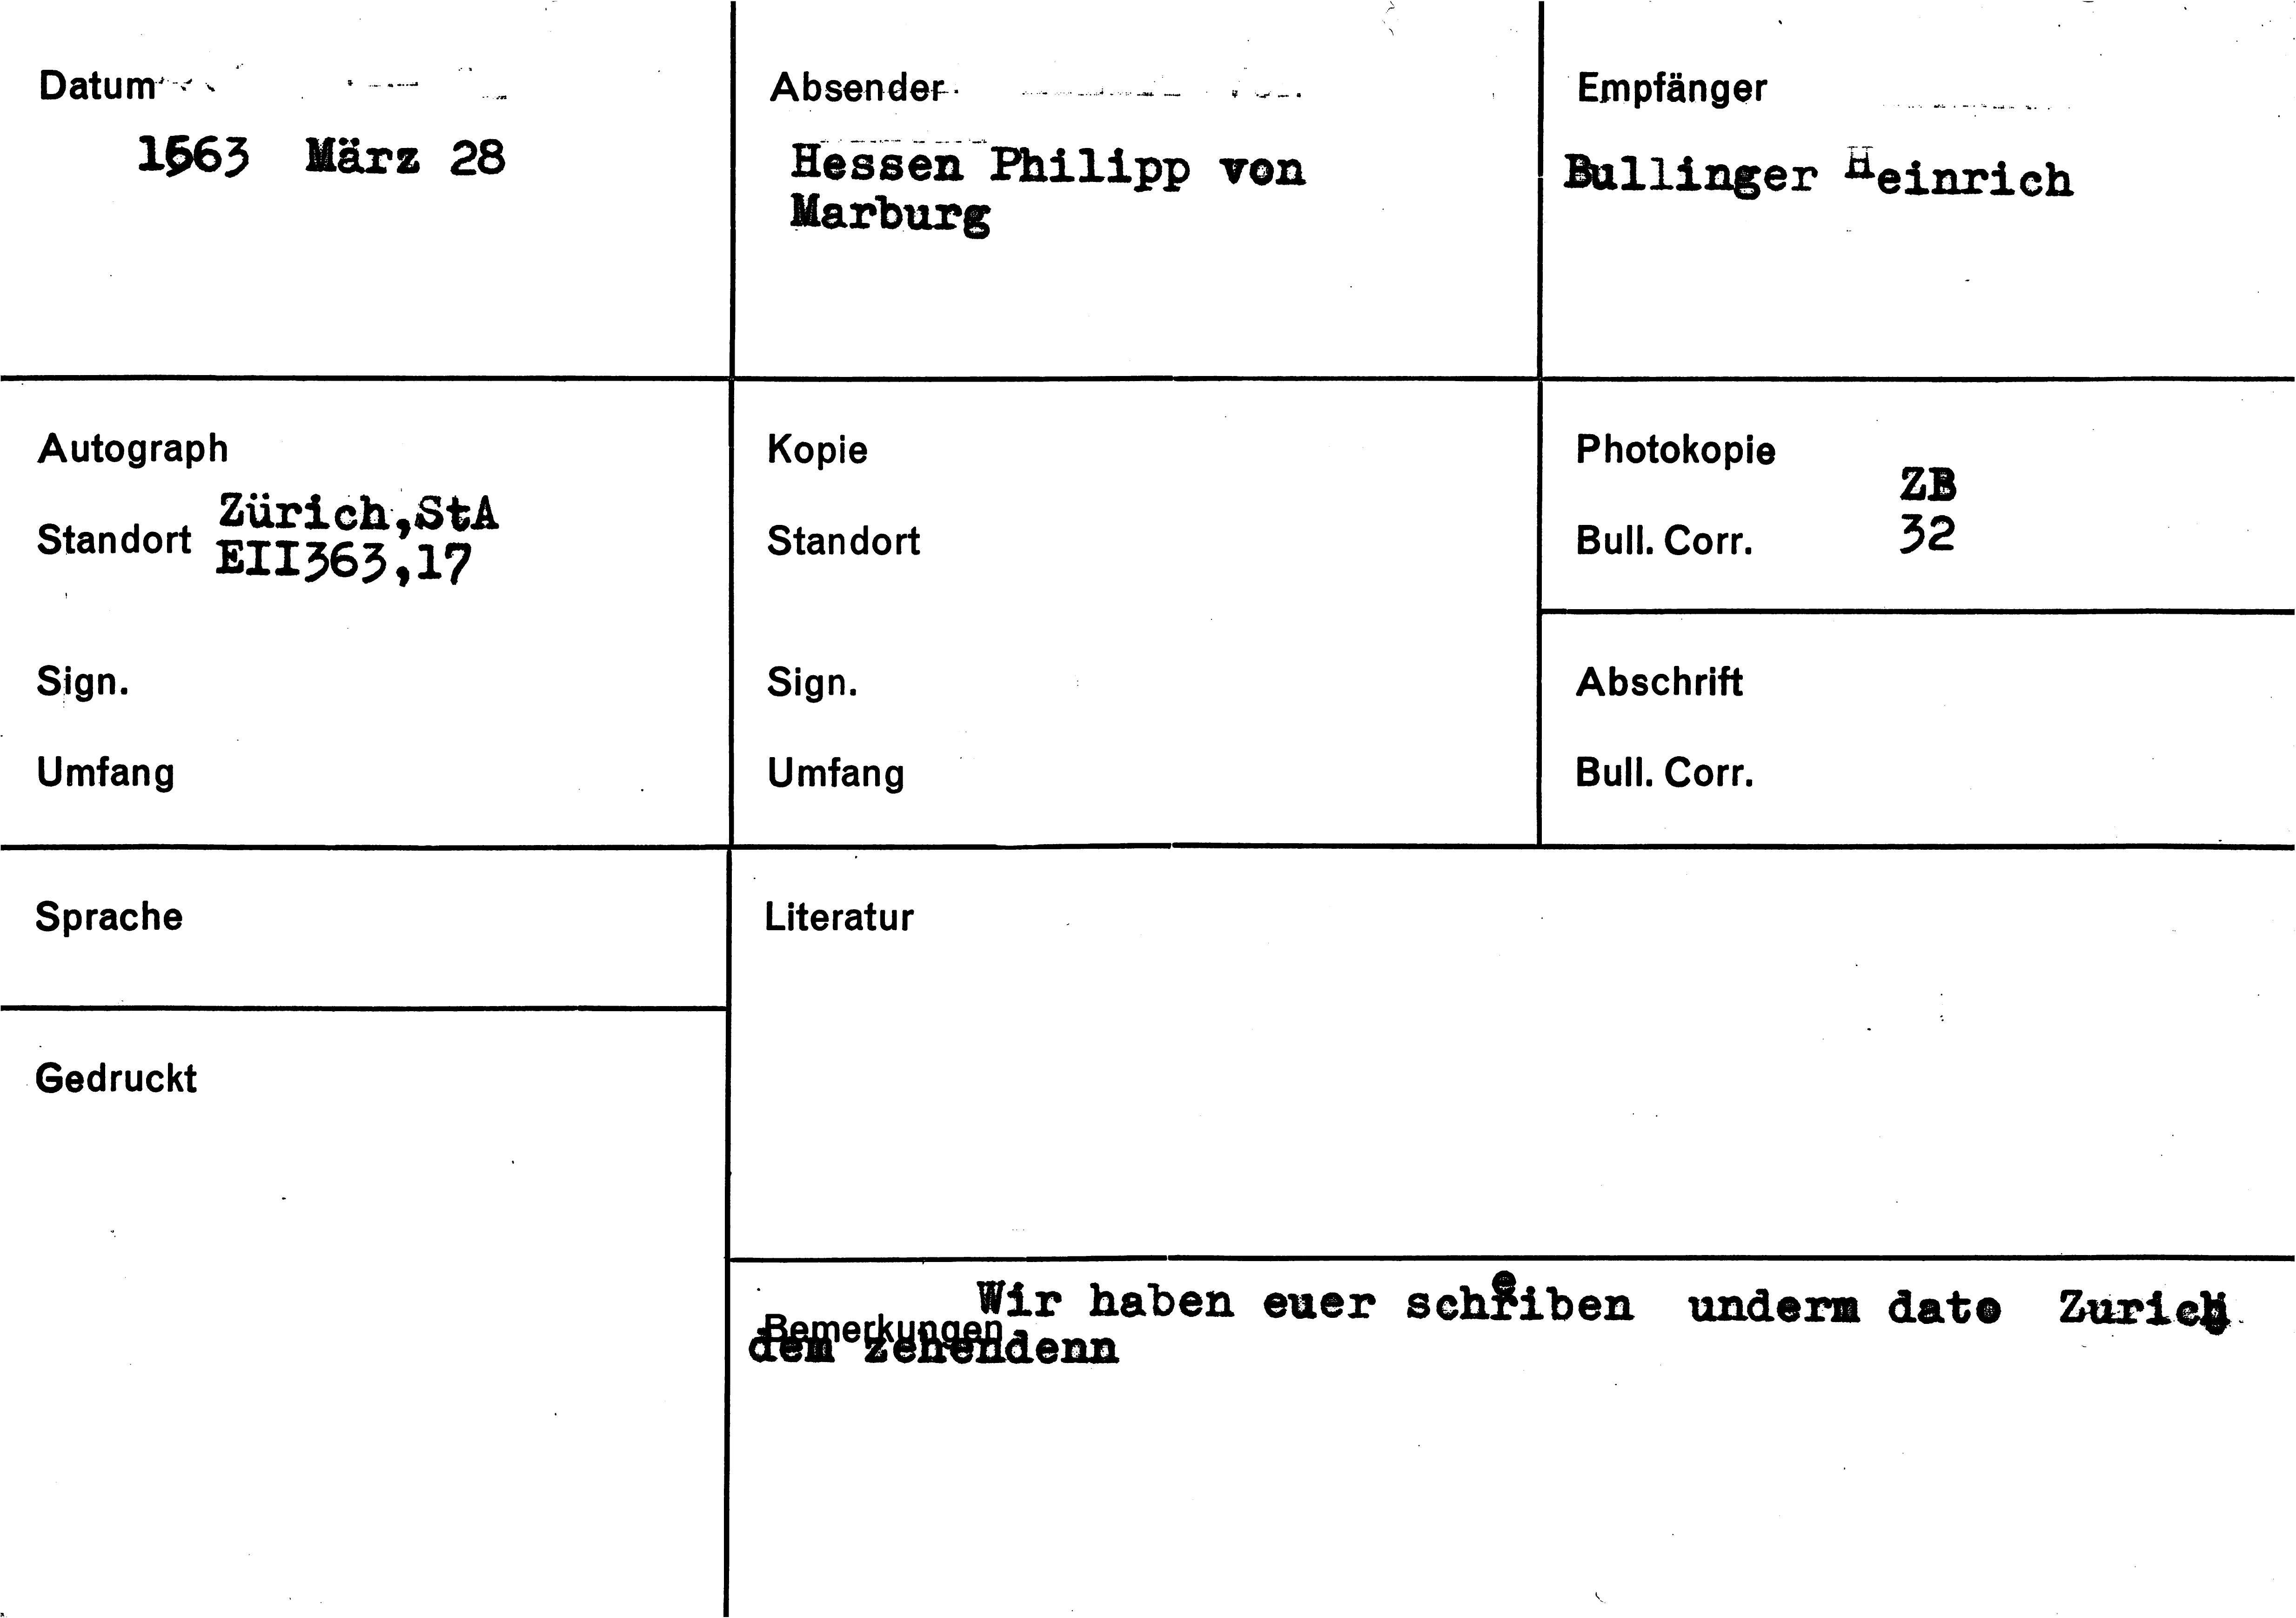 Datum
1563 März 28
Absender
Hessen Philipp von
Marburg
Empfänger
Bullinger Heinrich
Autograph
Standort
Zürich,StA
EII363,17
Sign.
Umfang
Kopie
Standort
Sign.
Umfang
Photokopie
ZB
Bull. Corr.
32
Abschrift
Bull. Corr.
Sprache
Gedruckt
Literatur
Bemerkungen
Wir haben euer schreiben underm dato Zurich
dem zehendenn